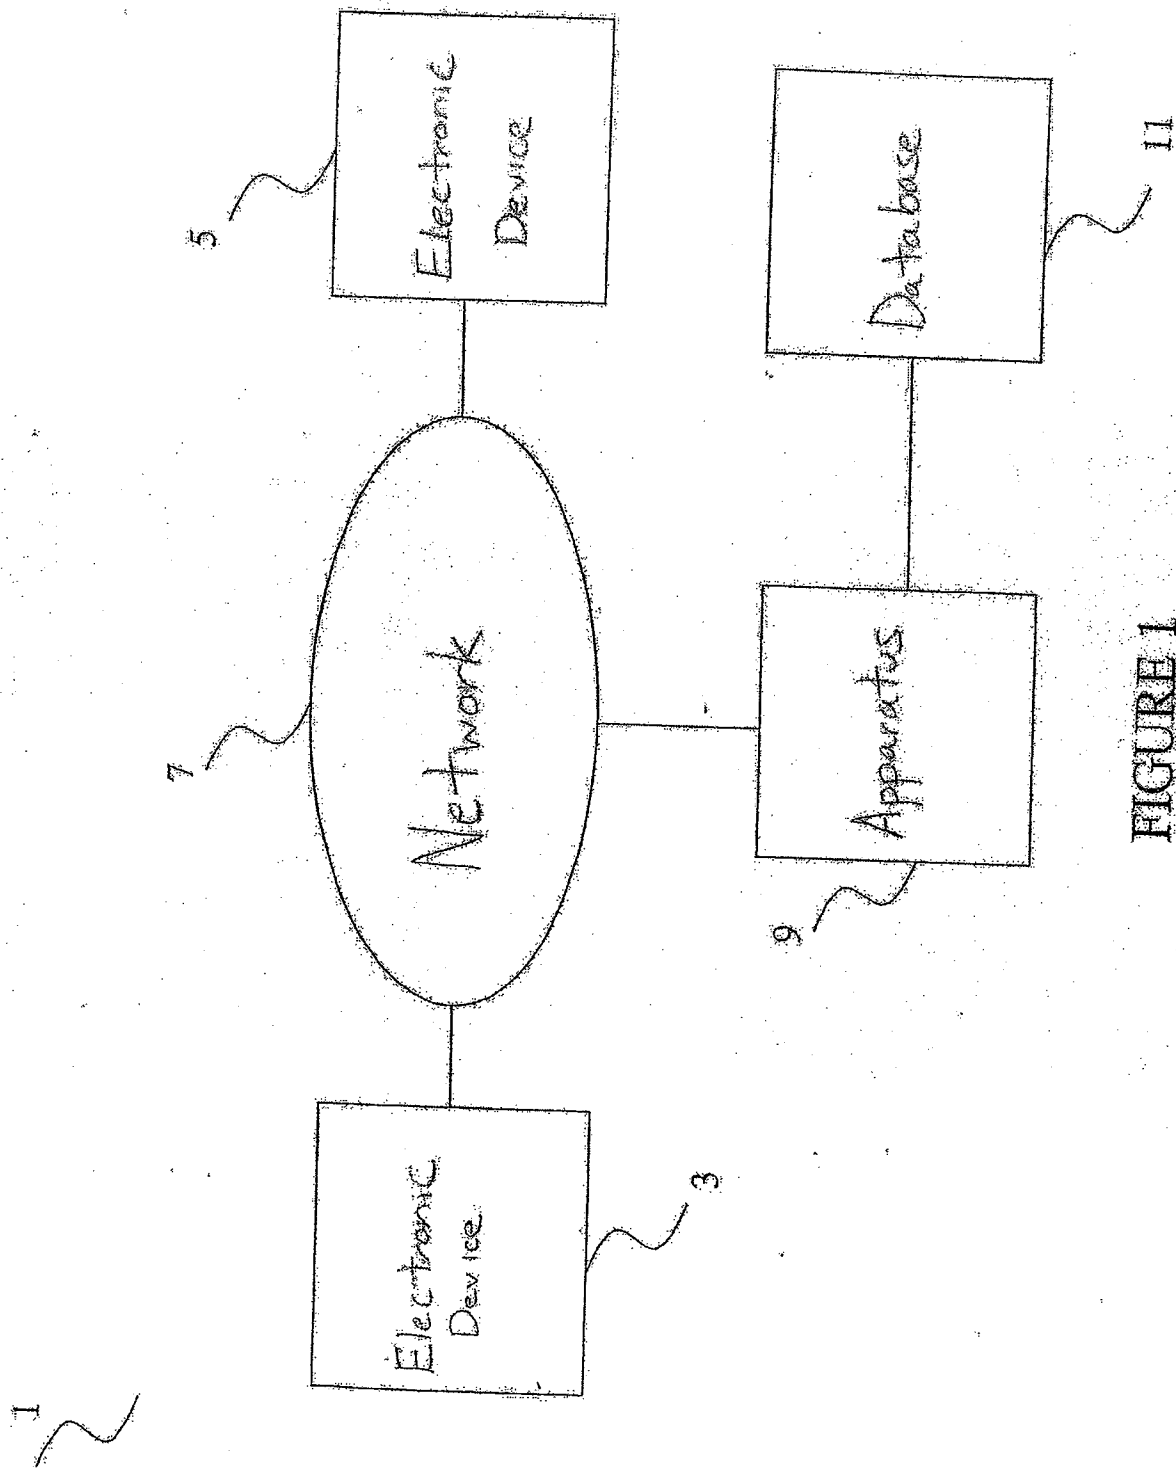 1
5
7
Electronic
Device
Network
Electronic
Device
3
9
Apparatus
Database
11
FIGURE 1